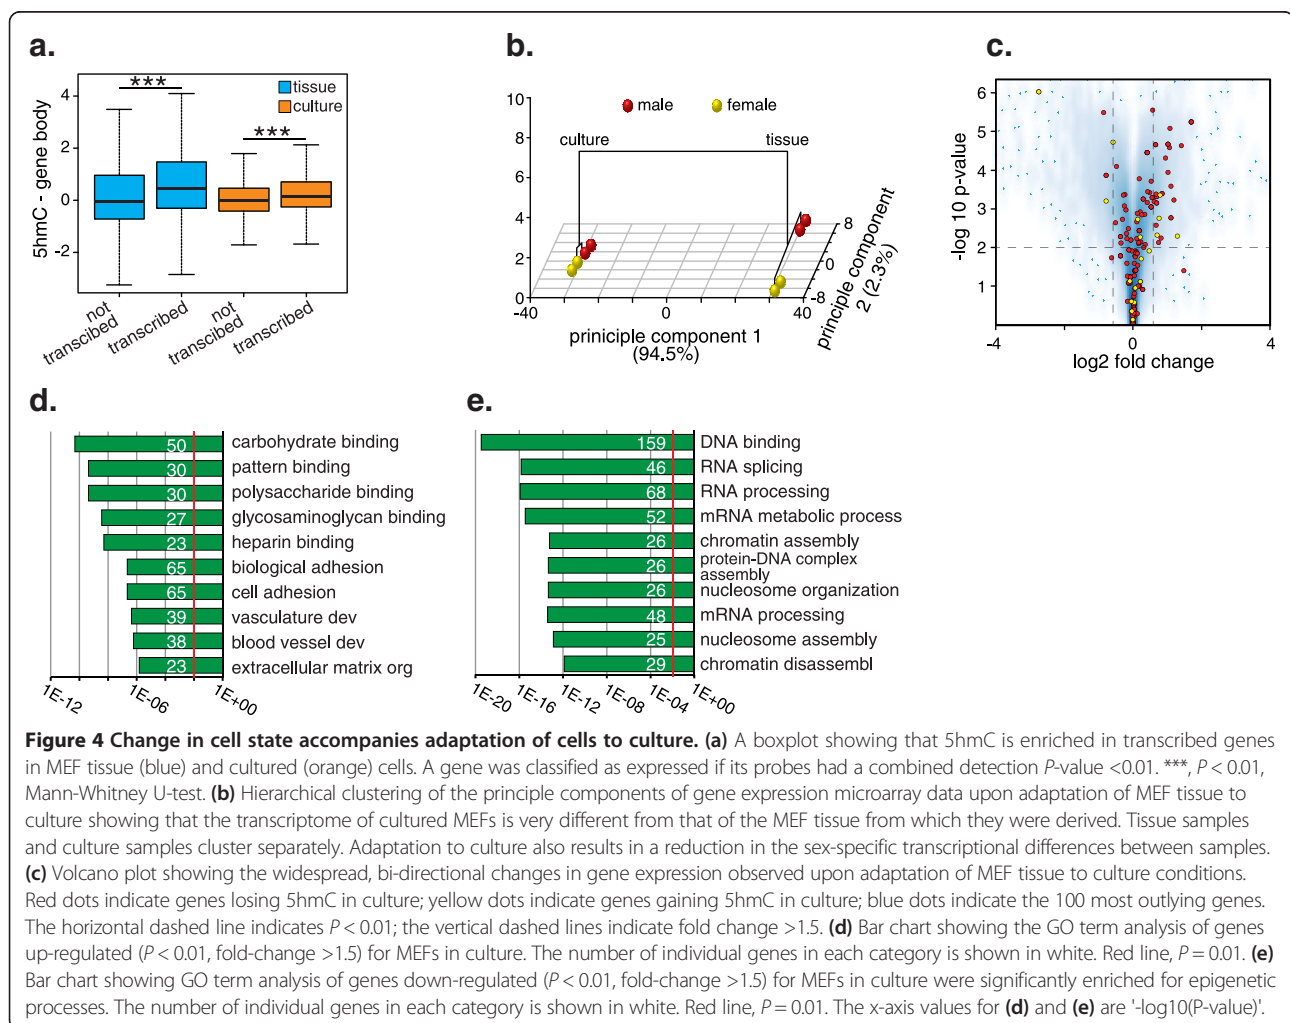 a.
5hmC - gene body
4
2
0
-2
***
***
tissue
culture
not transcibed
transcribed
not transcibed
transcribed
b.
10
8
6
4
2
0
male
female
culture
tissue
-40
0
40
8
0
-8
priniciple component 1
(94.5%)
principle component
2 (2.3%)
c.
-log 10 p-value
6
5
4
3
2
1
-4
0
4
log2 fold change
d.
50 carbohydrate binding
30 pattern binding
30 polysaccharide binding
27 glycosaminoglycan binding
23 heparin binding
65 biological adhesion
65 cell adhesion
39 vasculature dev
38 blood vessel dev
23 extracellular matrix org
1E-12
1E-06
1E+00
e.
159 DNA binding
46 RNA splicing
68 RNA processing
52 mRNA metabolic process
26 chromatin assembly
26 protein-DNA complex
assembly
26 nucleosome organization
48 mRNA processing
25 nucleosome assembly
29 chromatin disassembl
1E-20
1E-16
1E-12
1E-08
1E-04
1E+00
Figure 4 Change in cell state accompanies adaptation of cells to culture. (a) A boxplot showing that 5hmC is enriched in transcribed genes
in MEF tissue (blue) and cultured (orange) cells. A gene was classified as expressed if its probes had a combined detection P-value <0.01. ***, P < 0.01,
Mann-Whitney U-test. (b) Hierarchical clustering of the principle components of gene expression microarray data upon adaptation of MEF tissue to
culture showing that the transcriptome of cultured MEFs is very different from that of the MEF tissue from which they were derived. Tissue samples
and culture samples cluster separately. Adaptation to culture also results in a reduction in the sex-specific transcriptional differences between samples.
(c) Volcano plot showing the widespread, bi-directional changes in gene expression observed upon adaptation of MEF tissue to culture conditions.
Red dots indicate genes losing 5hmC in culture; yellow dots indicate genes gaining 5hmC in culture; blue dots indicate the 100 most outlying genes.
The horizontal dashed line indicates P < 0.01; the vertical dashed lines indicate fold change >1.5. (d) Bar chart showing the GO term analysis of genes
up-regulated (P < 0.01, fold-change >1.5) for MEFs in culture. The number of individual genes in each category is shown in white. Red line, P = 0.01. (e)
Bar chart showing GO term analysis of genes down-regulated (P < 0.01, fold-change >1.5) for MEFs in culture were significantly enriched for epigenetic
processes. The number of individual genes in each category is shown in white. Red line, P = 0.01. The x-axis values for (d) and (e) are '-log10(P-value)'.